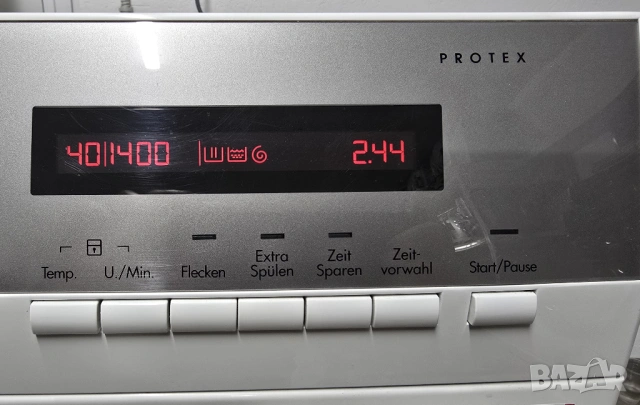 PROTEX
40 1400 2.44
Temp. U./Min. Flecken Extra Spülen Zeit Sparen Zeit-vorwahl Start/Pause
BAZAR